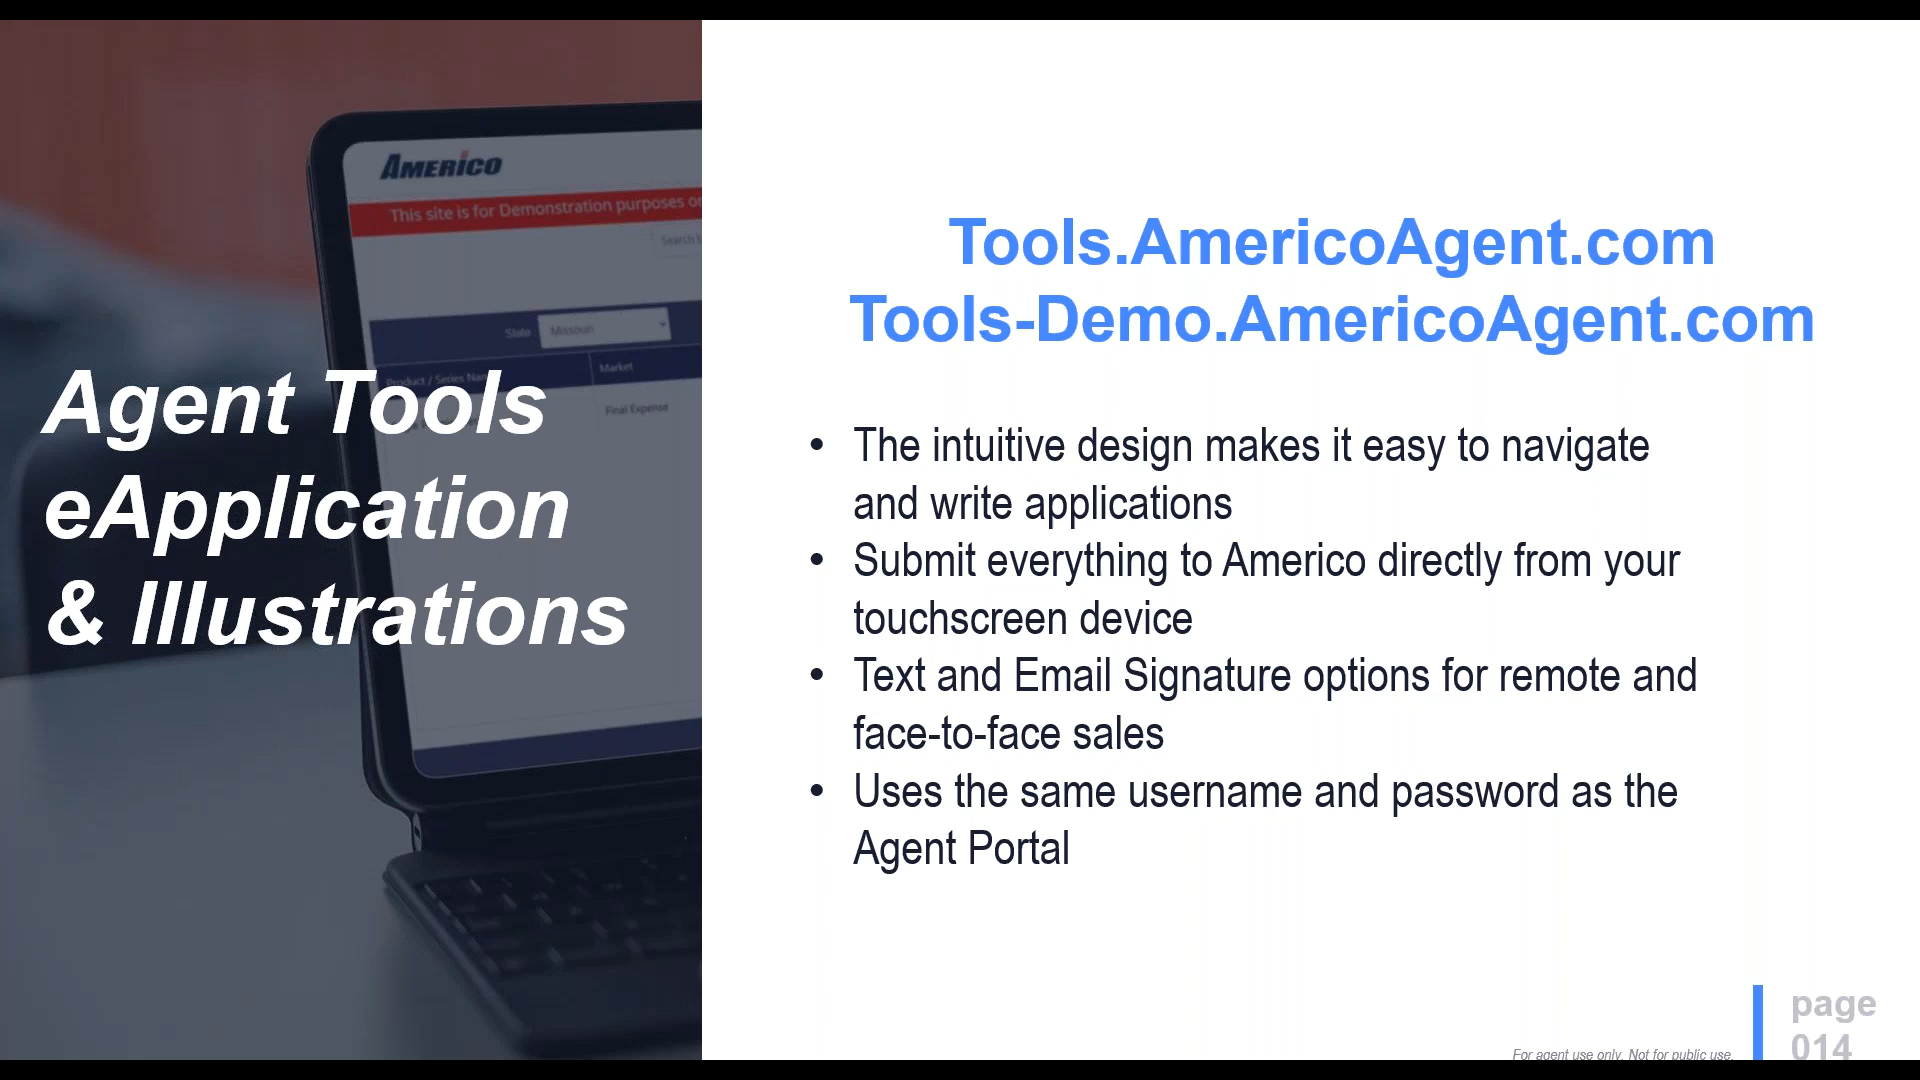 AMERICO
This site is for Demonstration purposes
State
Missouri
Product / Series
Market
Final Expense
Agent Tools
eApplication
& Illustrations
Tools.AmericoAgent.com
Tools-Demo.AmericoAgent.com
• The intuitive design makes it easy to navigate
and write applications
• Submit everything to Americo directly from your
touchscreen device
• Text and Email Signature options for remote and
face-to-face sales
• Uses the same username and password as the
Agent Portal
For agent use only. Not for public use.
page
014